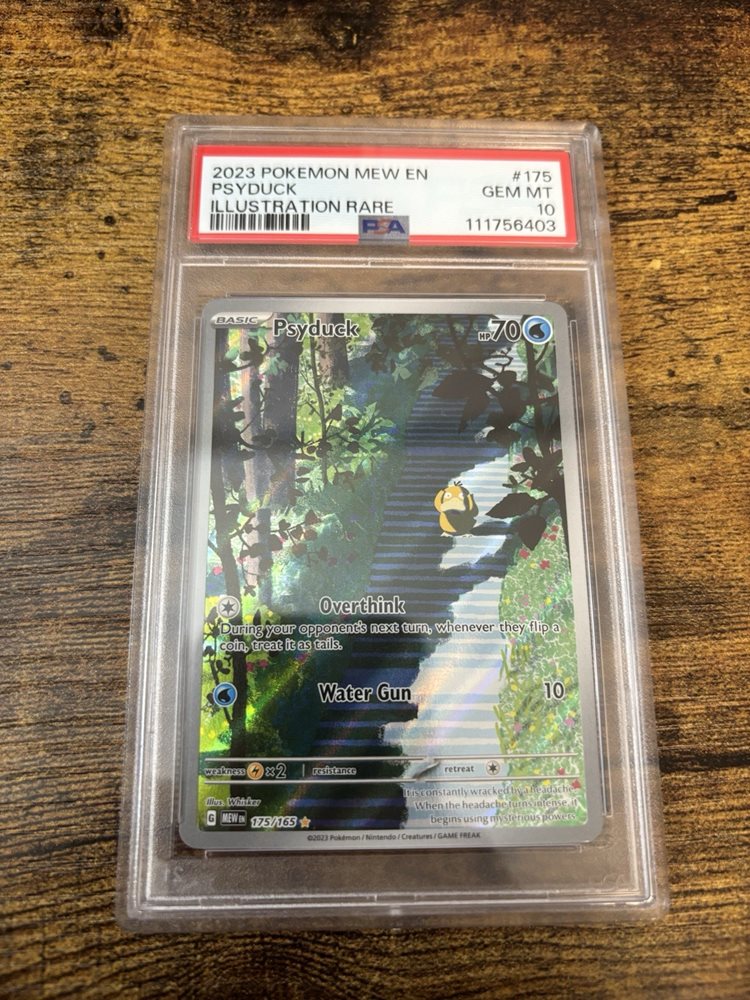 2023 POKEMON MEW EN #175
PSYDUCK GEM MT
ILLUSTRATION RARE 10
PSA 111756403
BASIC Psyduck HP 70
Overthink
During your opponent's next turn, whenever they flip a
coin, treat it as tails.
Water Gun 10
weakness ×2 resistance retreat
Illus. Whisker
It is constantly wracked by a headache.
When the headache turns intense, it
begins using mysterious powers.
G MEW EN 175/165
©2023 Pokémon / Nintendo / Creatures / GAME FREAK